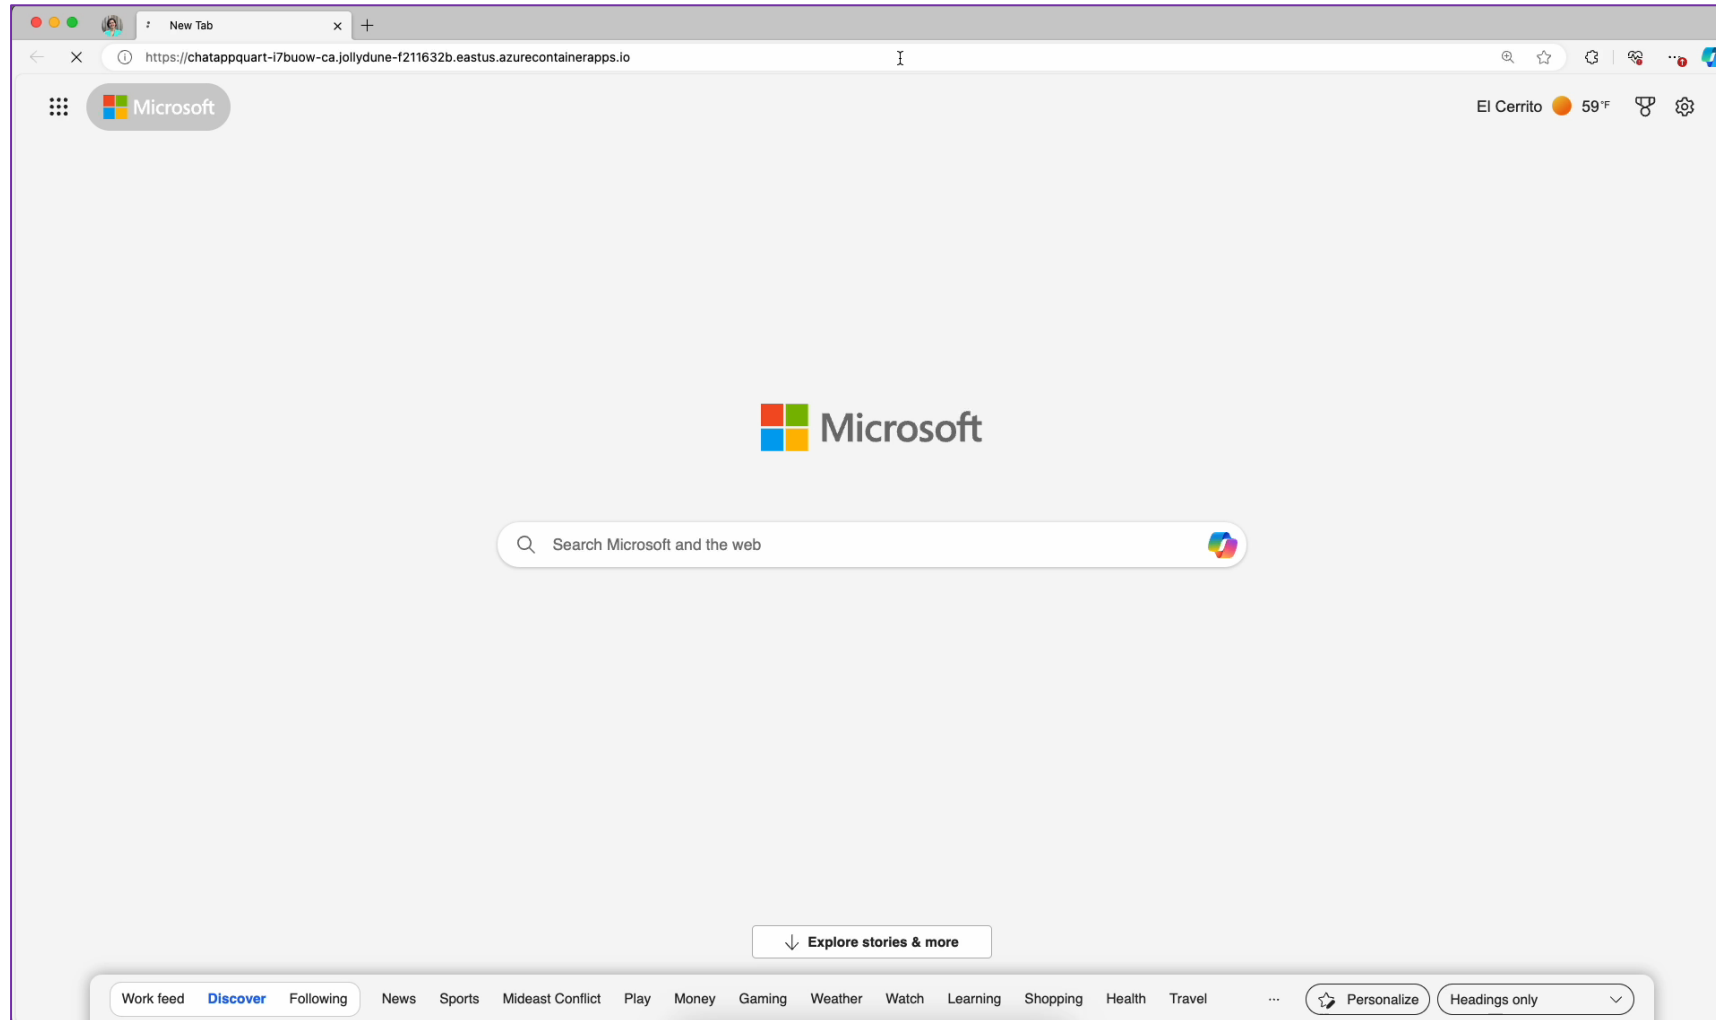 New Tab
https://chatappquart-i7buow-ca.jollydune-f211632b.eastus.azurecontainerapps.io
Microsoft
El Cerrito 59 °F
Microsoft
Search Microsoft and the web
Explore stories & more
Work feed Discover Following News Sports Mideast Conflict Play Money Gaming Weather Watch Learning Shopping Health Travel ... Personalize Headings only